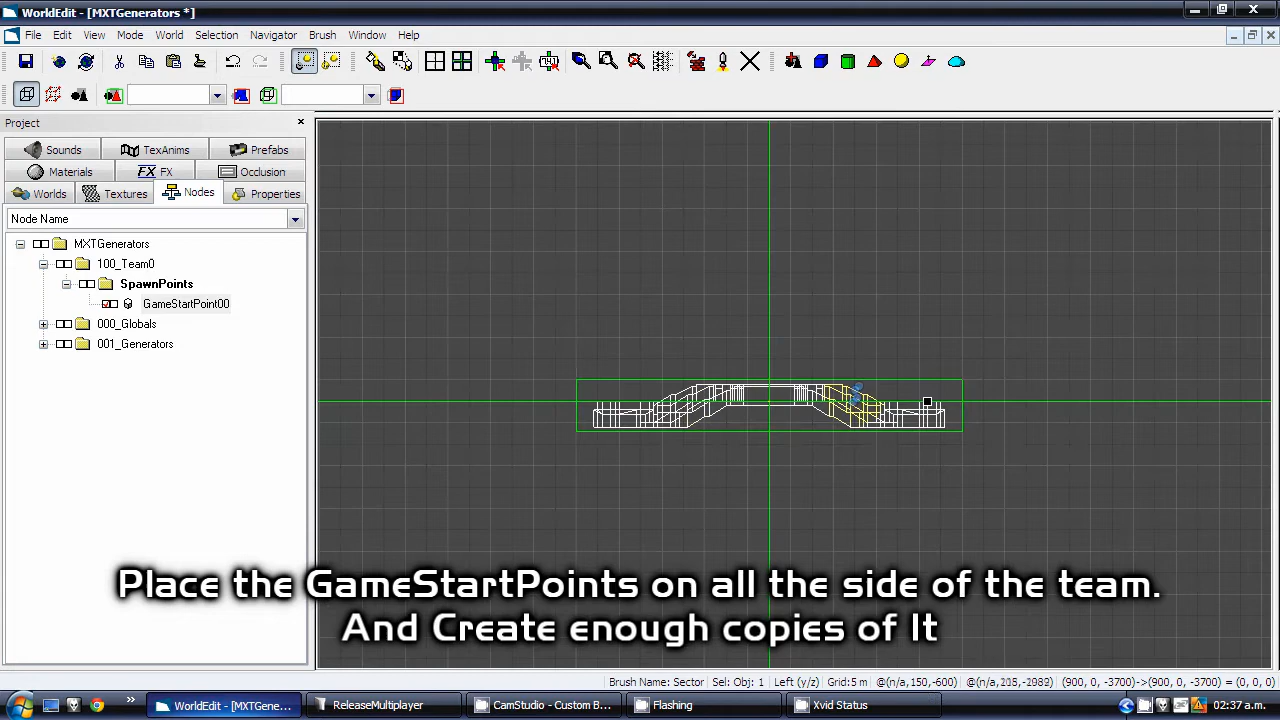 WorldEdit - [MXTGenerators *]
File Edit View Mode World Selection Navigator Brush Window Help
Project
Sounds TexAnims Prefabs
Materials FX FX Occlusion
Worlds Textures Nodes Properties
Node Name
MXTGenerators
100_Team0
SpawnPoints
GameStartPoint00
000_Globals
001_Generators
Place the GameStartPoints on all the side of the team.
And Create enough copies of It
Brush Name: Sector Sel: Obj: 1 Left (y/z) Grid:5 m @(n/a,150,-600) @(n/a,215,-2982) (900, 0, -3700)->(900, 0, -3700) = (0, 0, 0)
WorldEdit - [MXTGene... ReleaseMultiplayer CamStudio - Custom B... Flashing Xvid Status 02:37 a.m.